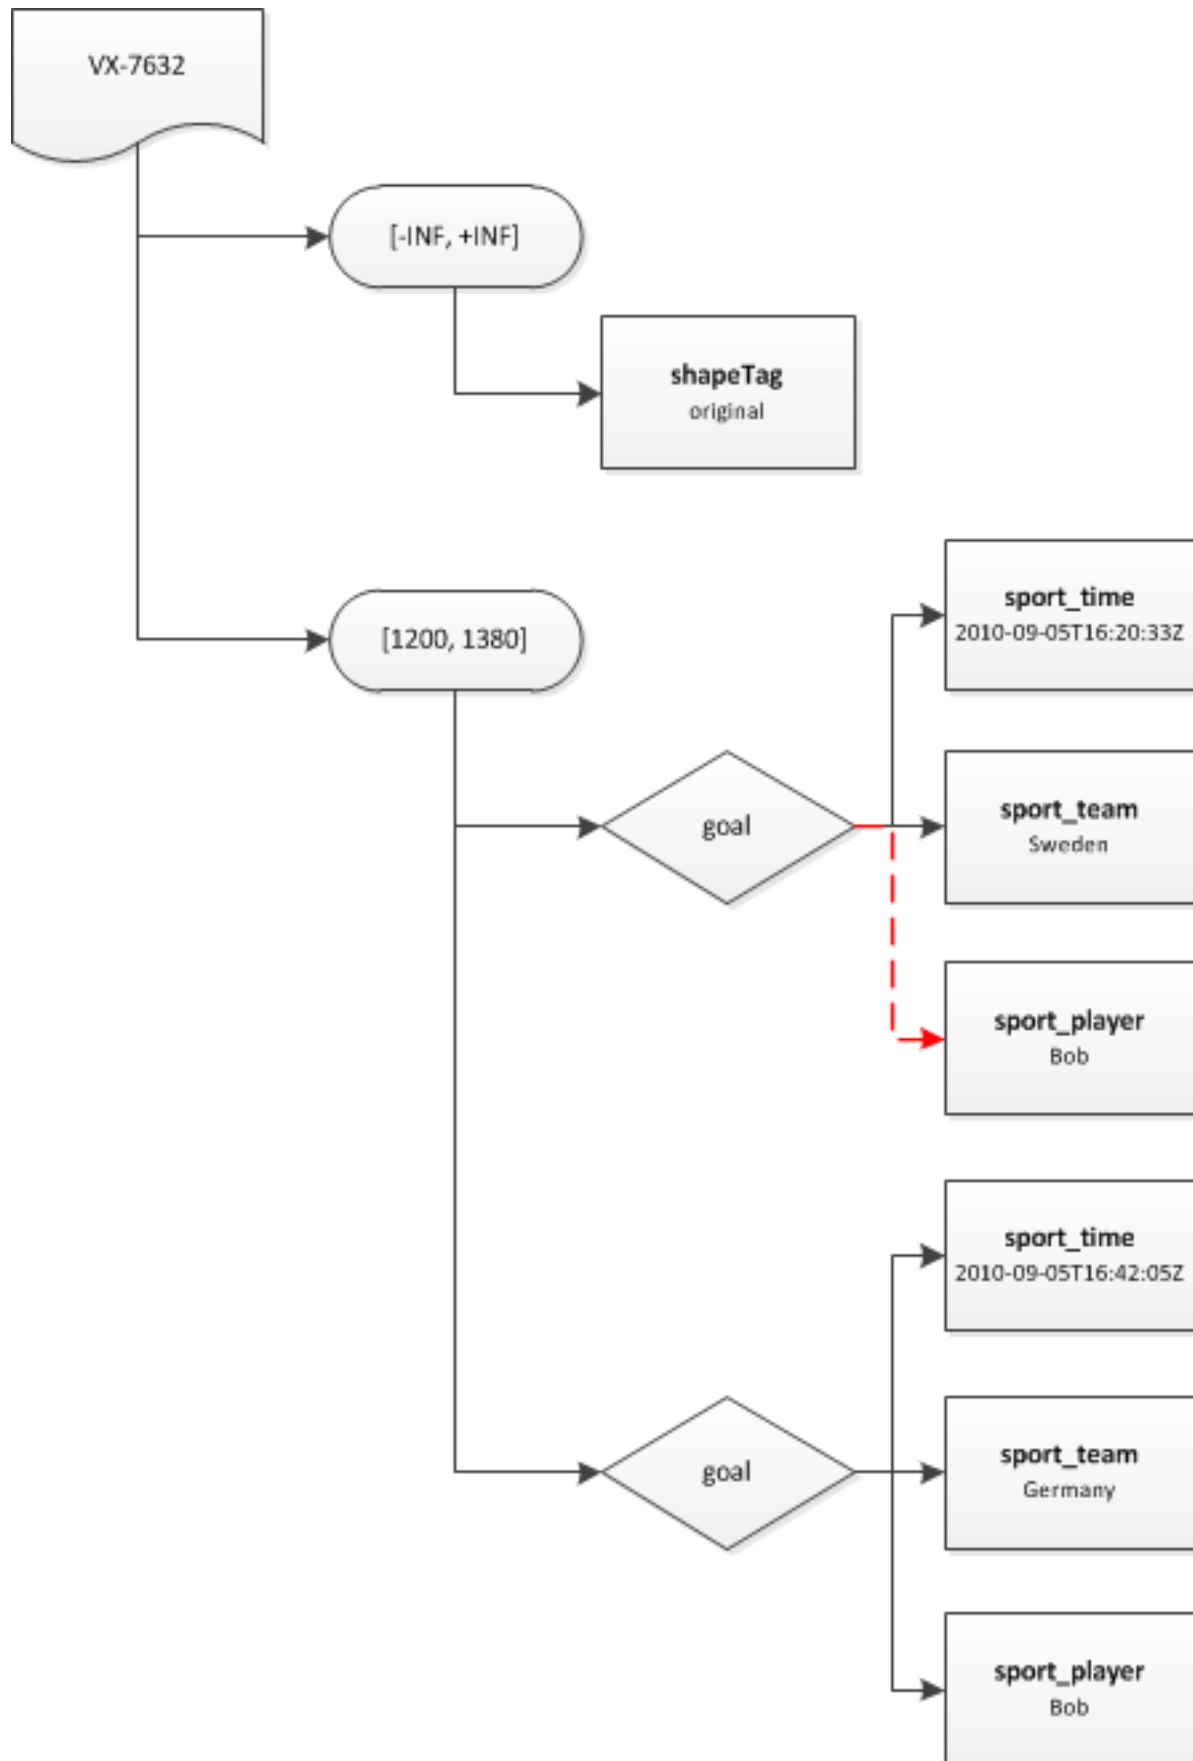 VX-7632
[-INF, +INF]
shapeTag
original
[1200, 1380]
sport_time
2010-09-05T16:20:33Z
goal
sport_team
Sweden
sport_player
Bob
sport_time
2010-09-05T16:42:05Z
goal
sport_team
Germany
sport_player
Bob